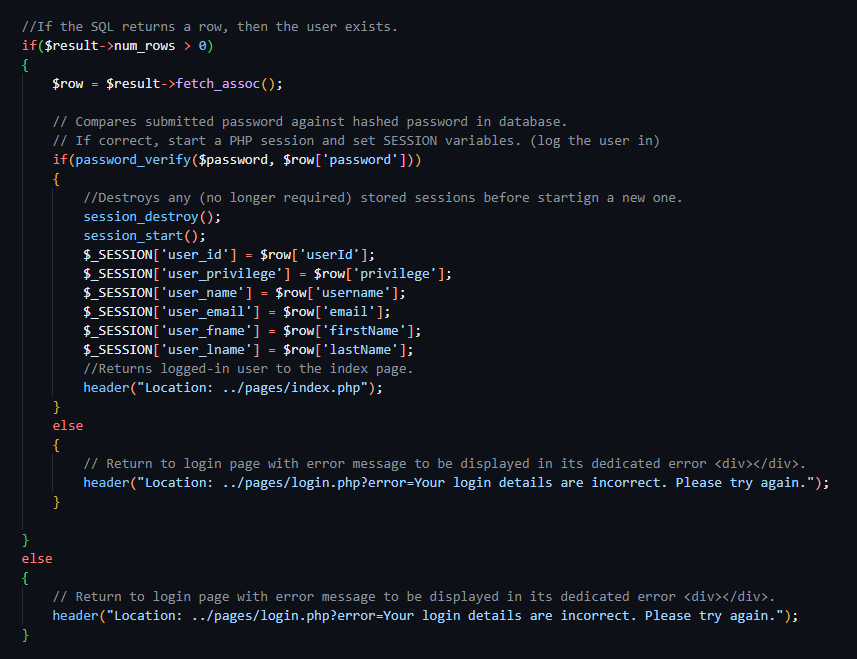 //If the SQL returns a row, then the user exists.
if($result->num_rows > 0)
{
    $row = $result->fetch_assoc();

    // Compares submitted password against hashed password in database.
    // If correct, start a PHP session and set SESSION variables. (log the user in)
    if(password_verify($password, $row['password']))
    {
        //Destroys any (no longer required) stored sessions before startign a new one.
        session_destroy();
        session_start();
        $_SESSION['user_id'] = $row['userId'];
        $_SESSION['user_privilege'] = $row['privilege'];
        $_SESSION['user_name'] = $row['username'];
        $_SESSION['user_email'] = $row['email'];
        $_SESSION['user_fname'] = $row['firstName'];
        $_SESSION['user_lname'] = $row['lastName'];
        //Returns logged-in user to the index page.
        header("Location: ../pages/index.php");
    }
    else
    {
        // Return to login page with error message to be displayed in its dedicated error <div></div>.
        header("Location: ../pages/login.php?error=Your login details are incorrect. Please try again.");
    }

}
else
{
    // Return to login page with error message to be displayed in its dedicated error <div></div>.
    header("Location: ../pages/login.php?error=Your login details are incorrect. Please try again.");
}